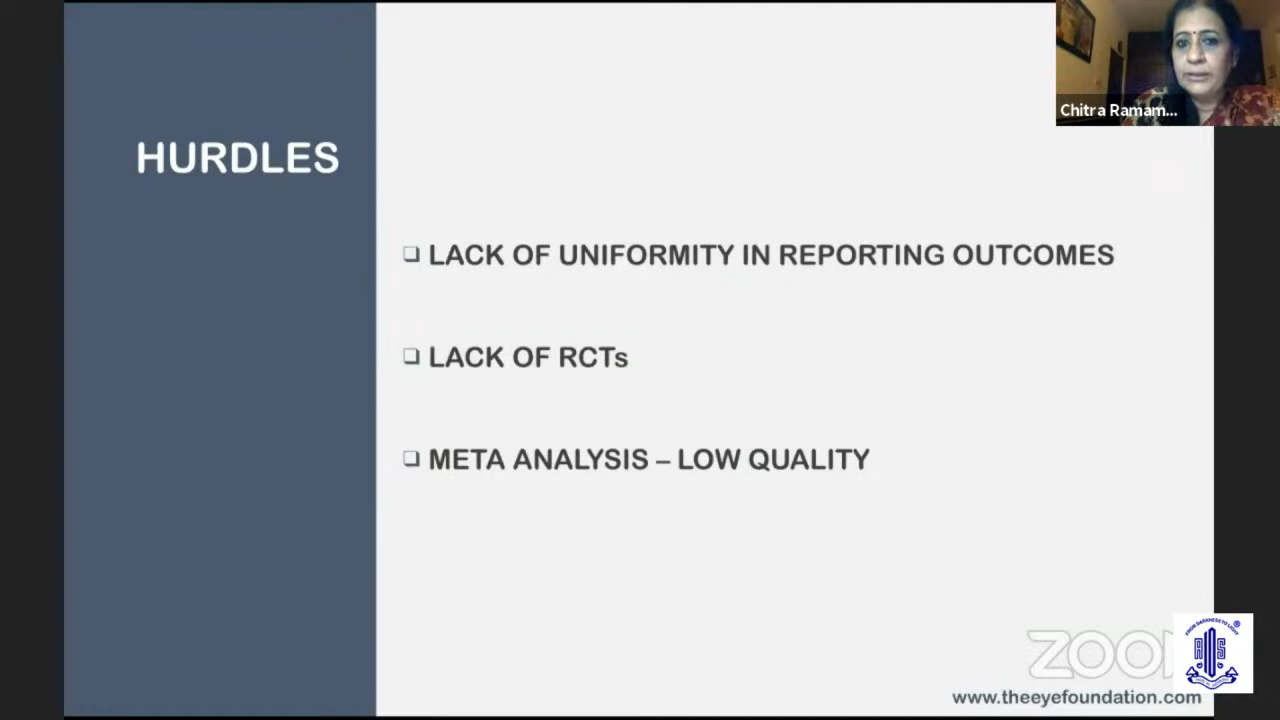 Chitra Ramam...
HURDLES
❑ LACK OF UNIFORMITY IN REPORTING OUTCOMES
❑ LACK OF RCTs
❑ META ANALYSIS – LOW QUALITY
www.theeyefoundation.com